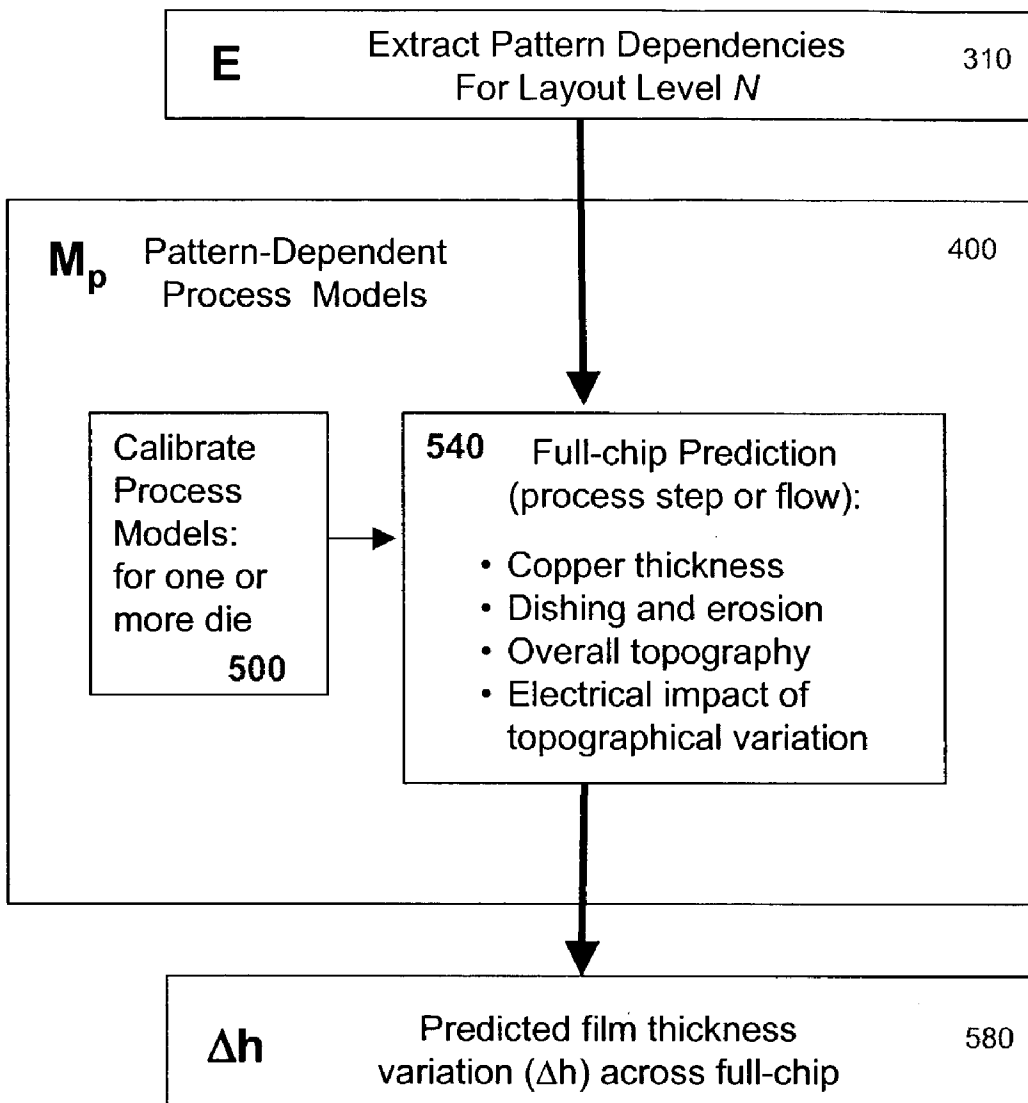 E Extract Pattern Dependencies 310
For Layout Level N
Mp Pattern-Dependent 400
Process Models
Calibrate
Process
Models:
for one or
more die
500
540 Full-chip Prediction
(process step or flow):
• Copper thickness
• Dishing and erosion
• Overall topography
• Electrical impact of
topographical variation
Δh Predicted film thickness 580
variation (Δh) across full-chip